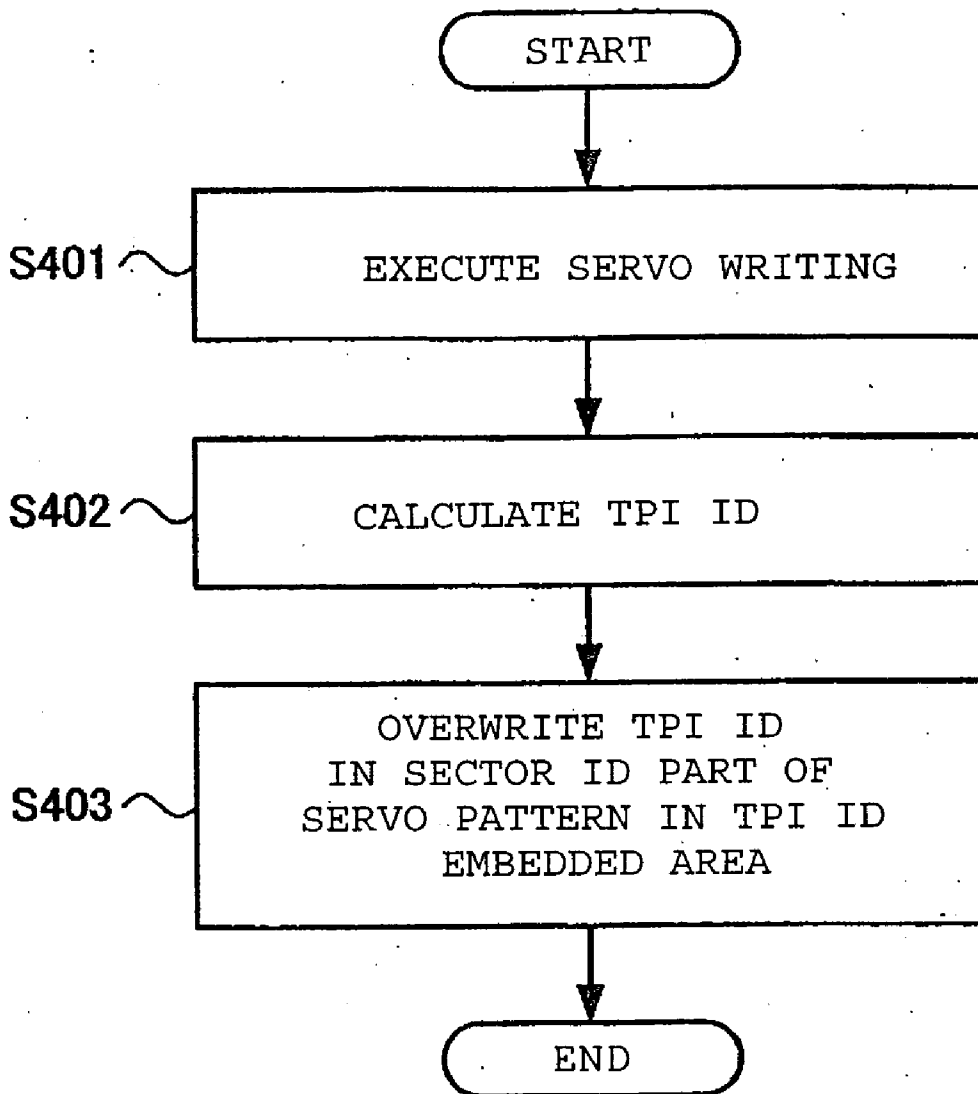 START
S401
EXECUTE SERVO WRITING
S402
CALCULATE TPI ID
S403
OVERWRITE TPI ID
IN SECTOR ID PART OF
SERVO PATTERN IN TPI ID
EMBEDDED AREA
END